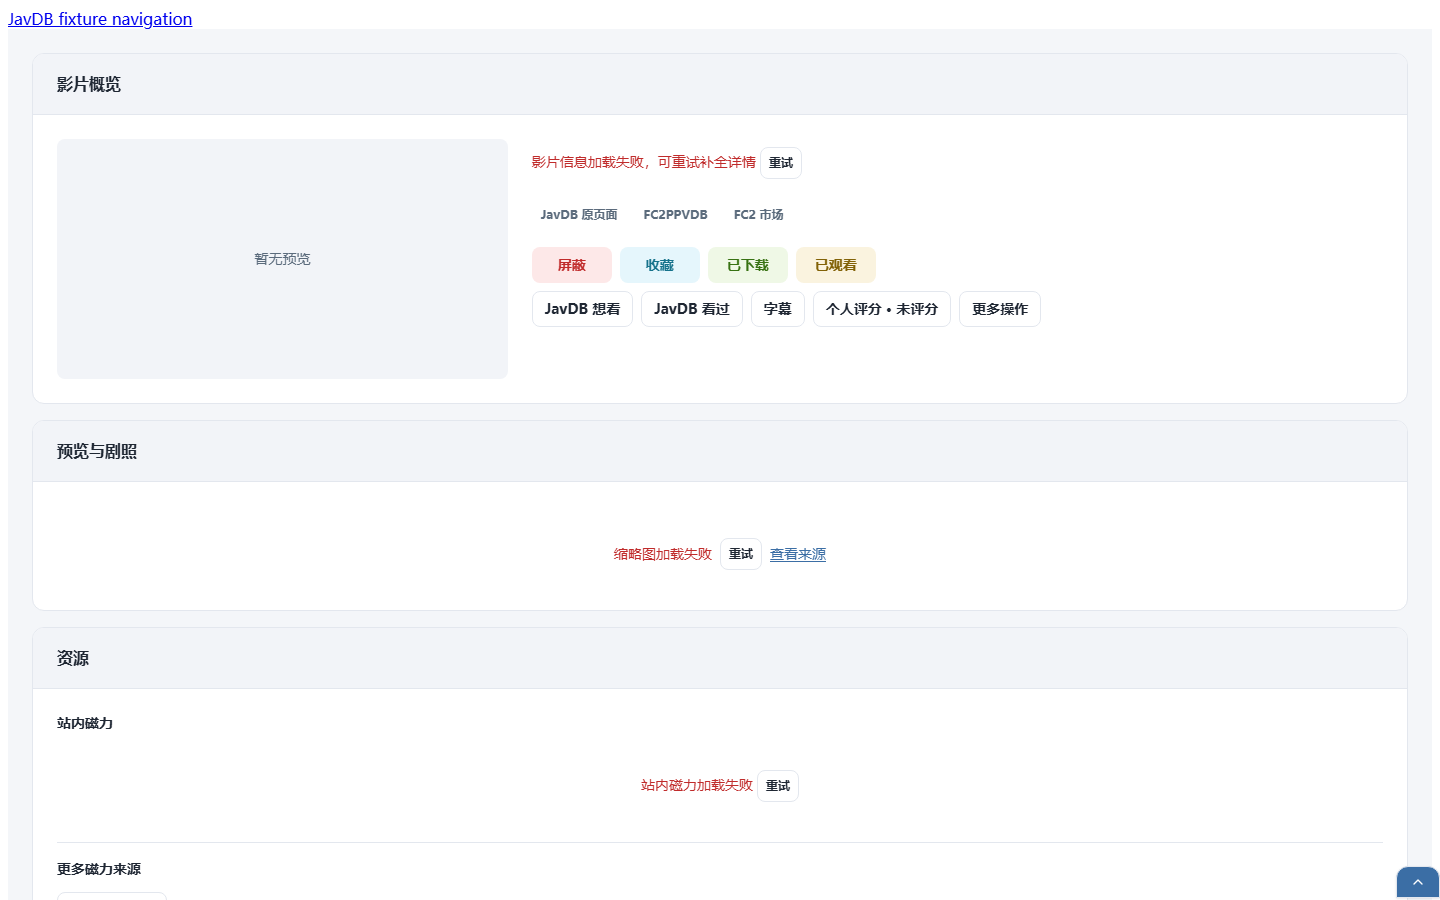 JavDB fixture navigation
影片概览
暂无预览
影片信息加载失败，可重试补全详情 重试
JavDB 原页面 FC2PPVDB FC2 市场
屏蔽 收藏 已下载 已观看
JavDB 想看 JavDB 看过 字幕 个人评分 • 未评分 更多操作
预览与剧照
缩略图加载失败 重试 查看来源
资源
站内磁力
站内磁力加载失败 重试
更多磁力来源